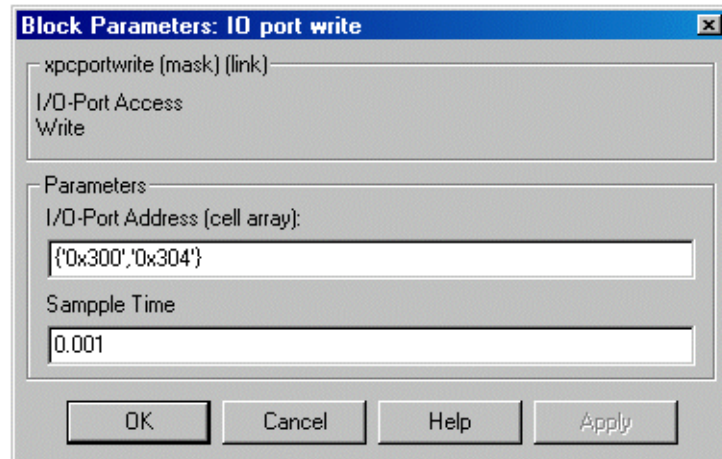 Block Parameters: IO port write
xpcportwrite (mask) (link)
I/O-Port Access
Write
Parameters
I/O-Port Address (cell array):
{'0x300','0x304'}
Sampple Time
0.001
OK Cancel Help Apply